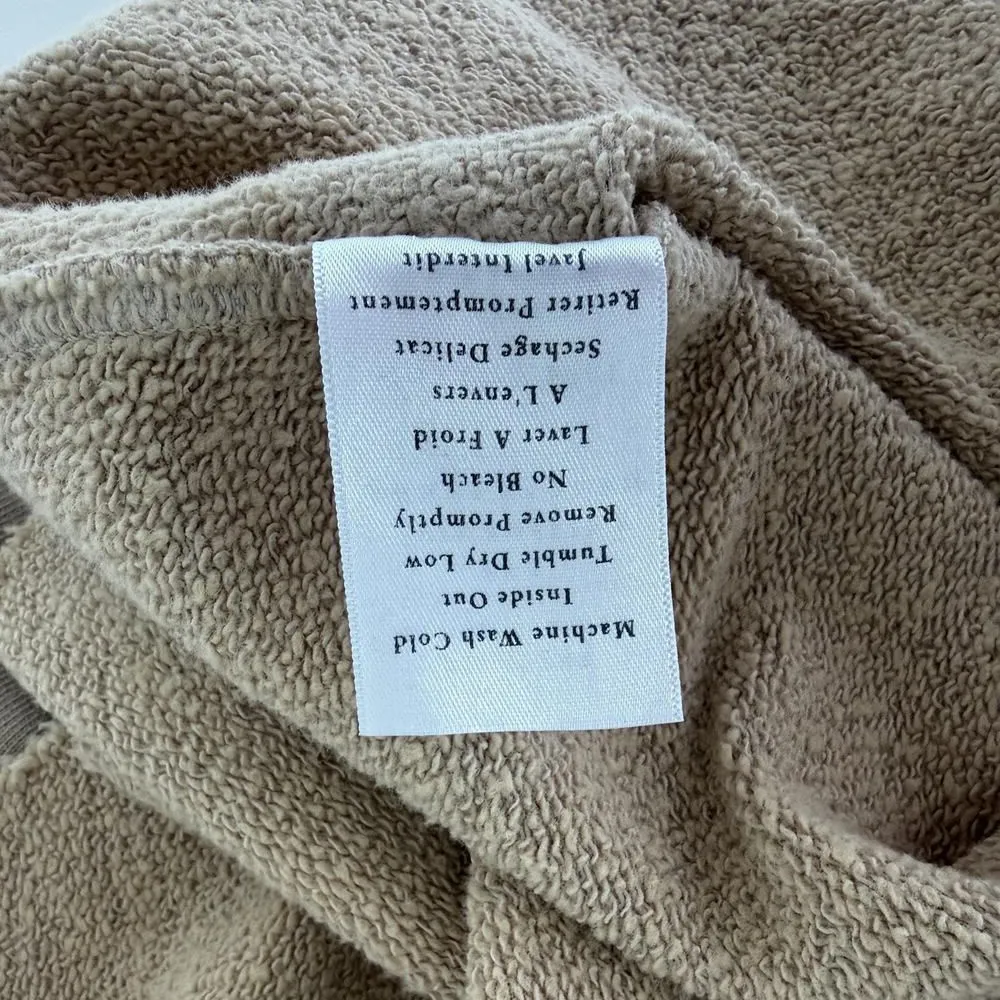 Machine Wash Cold
Inside Out
Tumble Dry Low
Remove Promptly
No Bleach
Laver A Froid
A L'envers
Sechage Delicat
Retirer Promptement
Javel Interdit